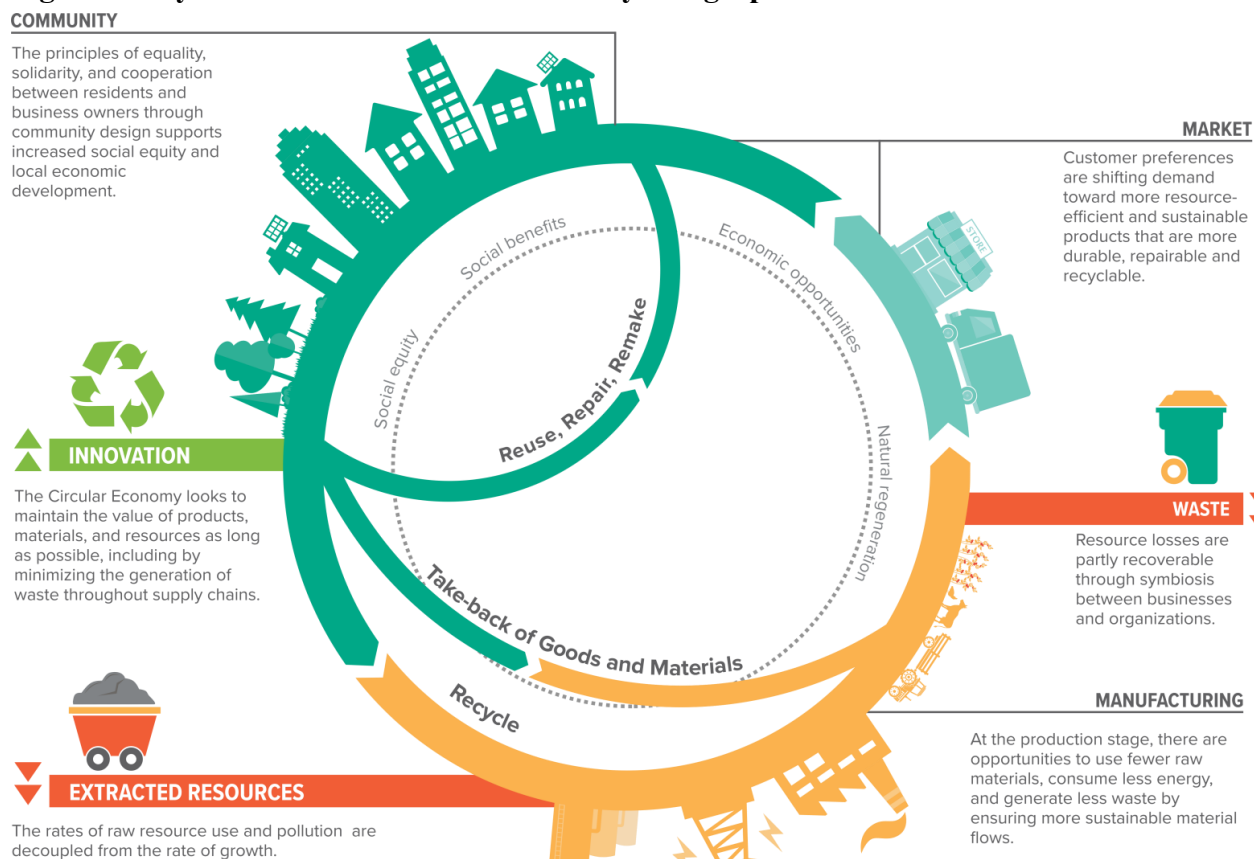 COMMUNITY
The principles of equality,
solidarity, and cooperation
between residents and
business owners through
community design supports
increased social equity and
local economic
development.
MARKET
Customer preferences
are shifting demand
toward more resource-
efficient and sustainable
products that are more
durable, repairable and
recyclable.
STORE
Social benefits
Economic opportunities
Social equity
Natural regeneration
Reuse, Repair, Remake
Take-back of Goods and Materials
Recycle
INNOVATION
The Circular Economy looks to
maintain the value of products,
materials, and resources as long
as possible, including by
minimizing the generation of
waste throughout supply chains.
WASTE
Resource losses are
partly recoverable
through symbiosis
between businesses
and organizations.
EXTRACTED RESOURCES
The rates of raw resource use and pollution are
decoupled from the rate of growth.
MANUFACTURING
At the production stage, there are
opportunities to use fewer raw
materials, consume less energy,
and generate less waste by
ensuring more sustainable material
flows.